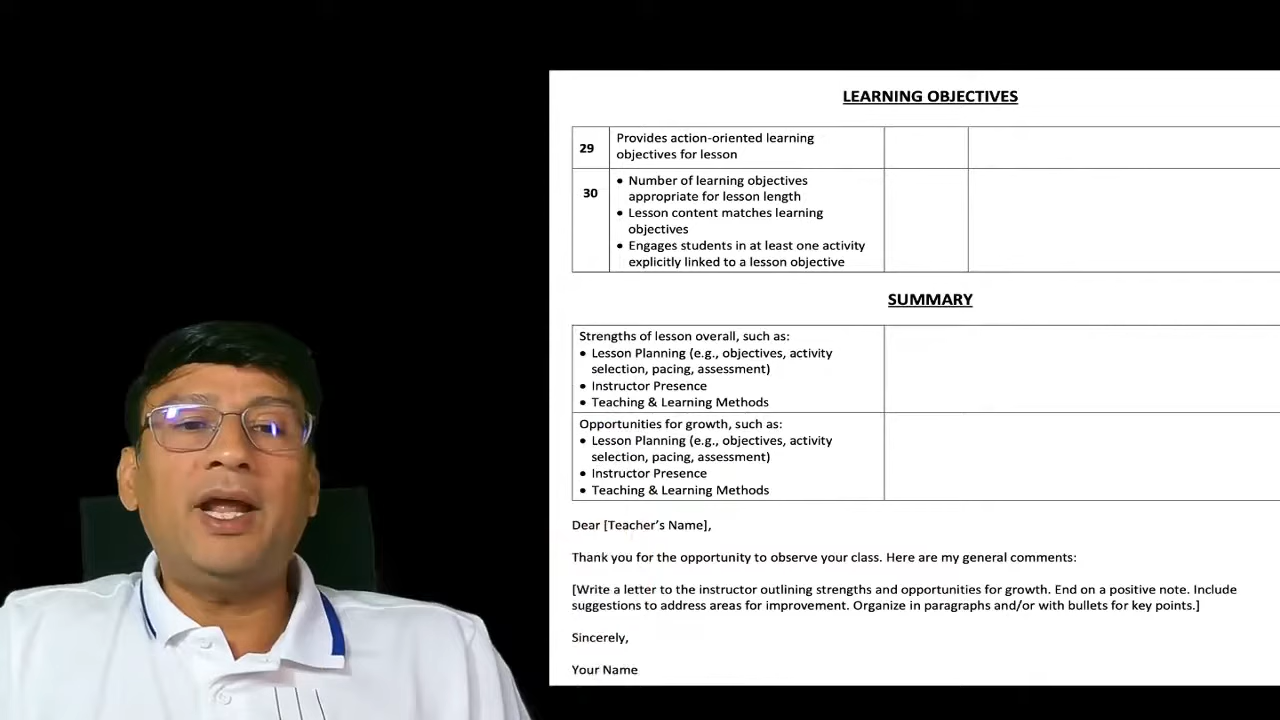 LEARNING OBJECTIVES
29
Provides action-oriented learning
objectives for lesson
30
• Number of learning objectives
appropriate for lesson length
• Lesson content matches learning
objectives
• Engages students in at least one activity
explicitly linked to a lesson objective
SUMMARY
Strengths of lesson overall, such as:
• Lesson Planning (e.g., objectives, activity
selection, pacing, assessment)
• Instructor Presence
• Teaching & Learning Methods
Opportunities for growth, such as:
• Lesson Planning (e.g., objectives, activity
selection, pacing, assessment)
• Instructor Presence
• Teaching & Learning Methods
Dear [Teacher’s Name],
Thank you for the opportunity to observe your class. Here are my general comments:
[Write a letter to the instructor outlining strengths and opportunities for growth. End on a positive note. Include
suggestions to address areas for improvement. Organize in paragraphs and/or with bullets for key points.]
Sincerely,
Your Name